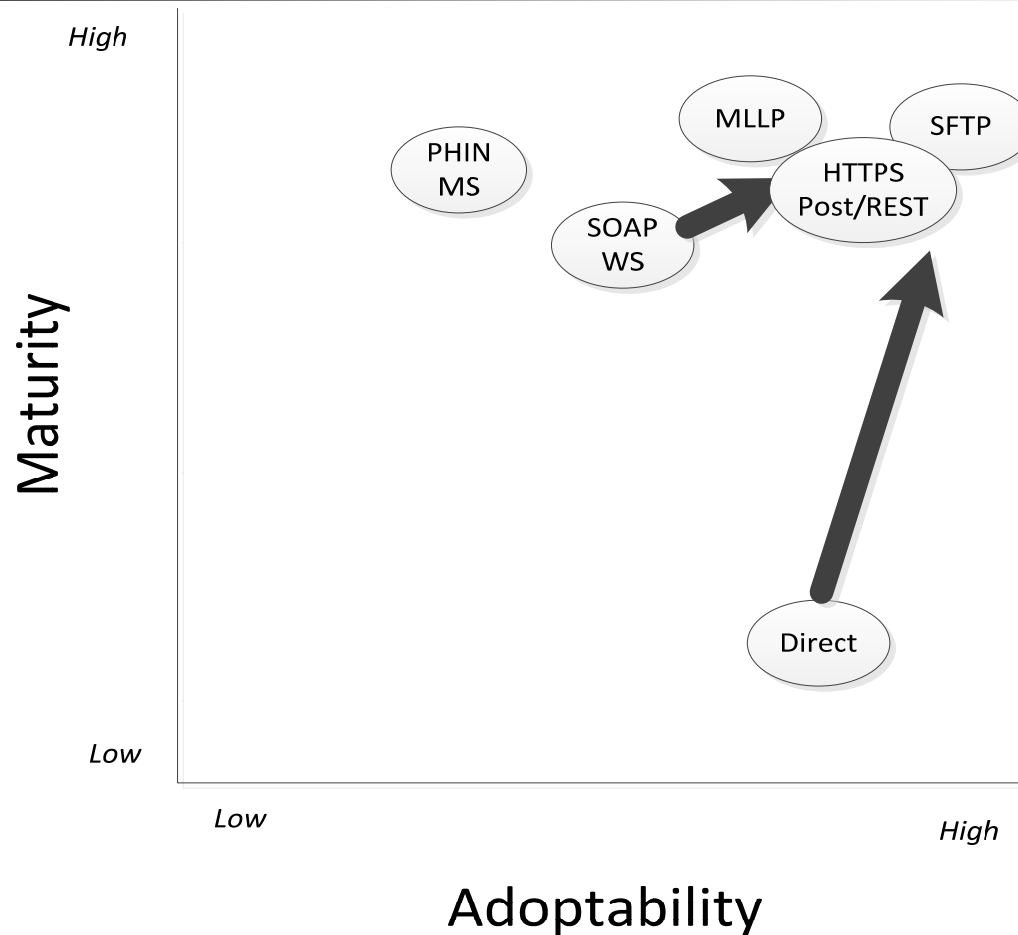 High
MLLP
SFTP
PHIN
MS
HTTPS
Post/REST
SOAP
WS
Maturity
Direct
Low
Low
High
Adoptability